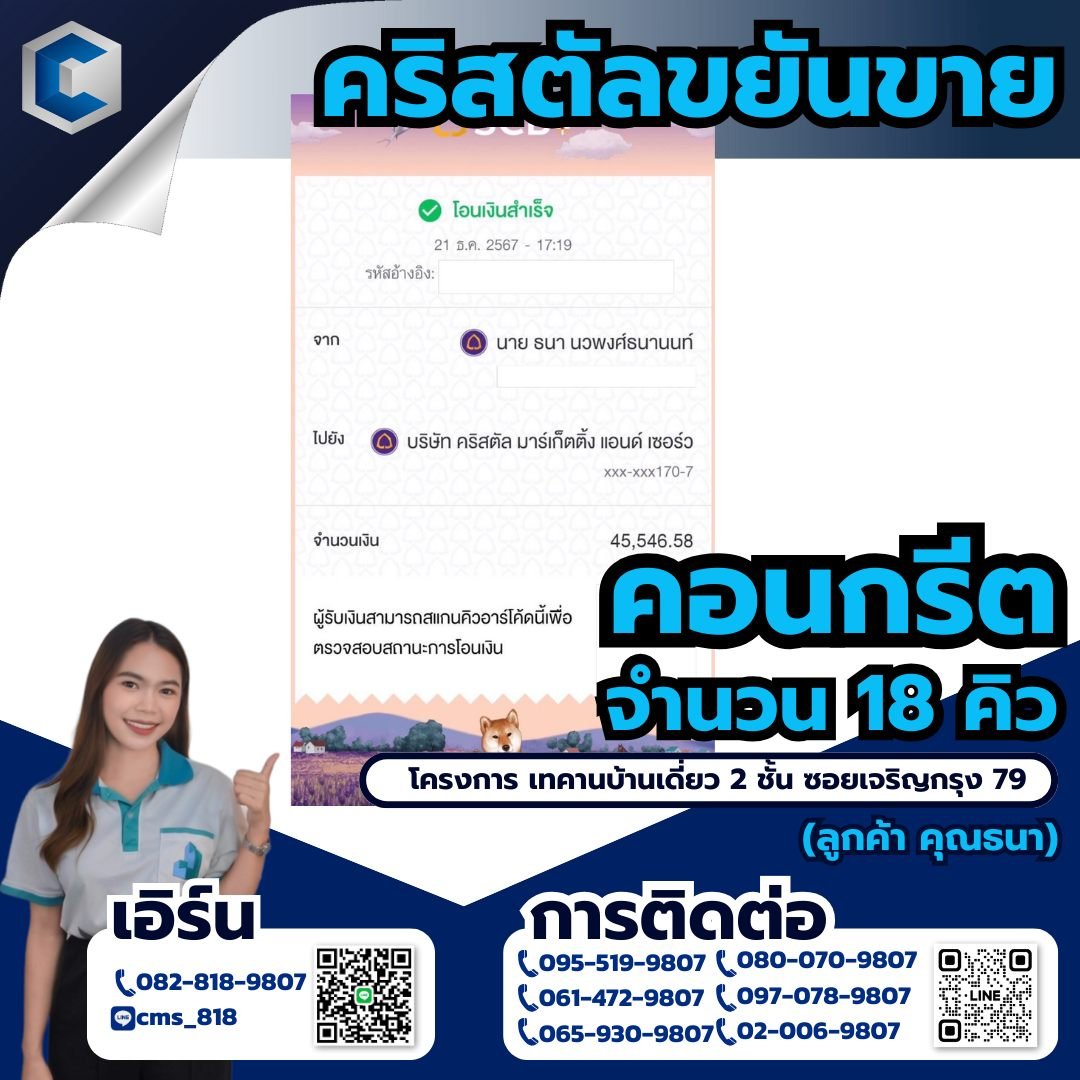 คริสตัลขยันขาย
โอนเงินสำเร็จ
21 ธ.ค. 2567 - 17:19
รหัสอ้างอิง:
จาก
นาย ธนา นวพงศ์ธนานนท์
ไปยัง
บริษัท คริสตัล มาร์เก็ตติ้ง แอนด์ เซอร์ว
xxx-xxx170-7
จำนวนเงิน
45,546.58
ผู้รับเงินสามารถสแกนคิวอาร์โค้ดนี้เพื่อ
ตรวจสอบสถานะการโอนเงิน
คอนกรีต
จำนวน 18 คิว
โครงการ เทคานบ้านเดี่ยว 2 ชั้น ซอยเจริญกรุง 79
(ลูกค้า คุณธนา)
เอิร์น
082-818-9807
LINE cms_818
การติดต่อ
095-519-9807 080-070-9807
061-472-9807 097-078-9807
065-930-9807 02-006-9807
LINE